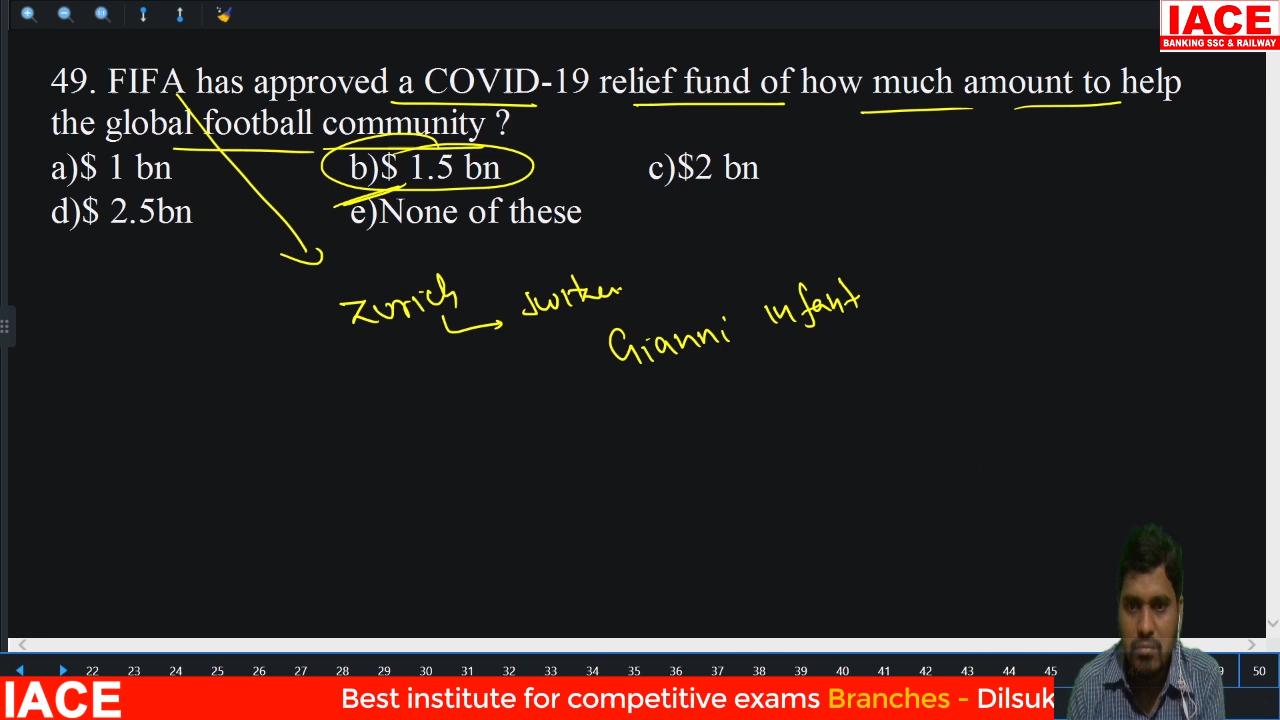 IACE
BANKING SSC & RAILWAY
49. FIFA has approved a COVID-19 relief fund of how much amount to help
the global football community ?
a)$ 1 bn b)$ 1.5 bn c)$2 bn
d)$ 2.5bn e)None of these
Zurich switzer
Gianni infant
22 23 24 25 26 27 28 29 30 31 32 33 34 35 36 37 38 39 40 41 42 43 44 45 50
IACE Best institute for competitive exams Branches - Dilsuk